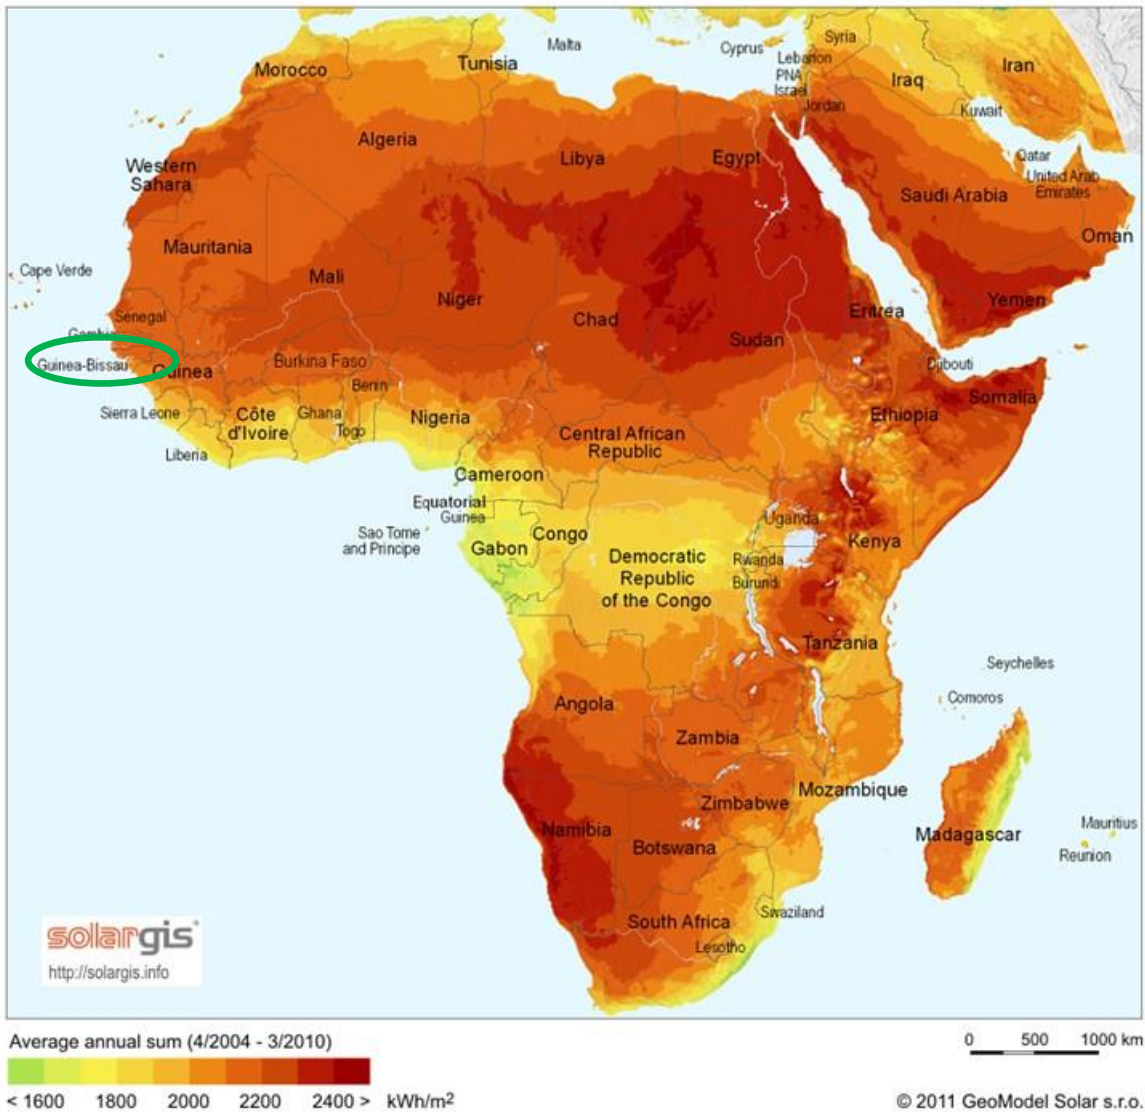 Malta
Cyprus
Syria
Lebanon
PNA
Israel
Jordan
Iraq
Iran
Kuwait
Morocco
Tunisia
Algeria
Libya
Egypt
Qatar
United Arab
Emirates
Saudi Arabia
Oman
Western
Sahara
Mauritania
Cape Verde
Mali
Niger
Chad
Sudan
Eritrea
Yemen
Senegal
Gambia
Guinea-Bissau
Guinea
Burkina Faso
Benin
Djibouti
Somalia
Ethiopia
Sierra Leone
Côte
d'Ivoire
Ghana
Togo
Nigeria
Liberia
Central African
Republic
Cameroon
Equatorial
Guinea
Sao Tome
and Principe
Gabon
Congo
Democratic
Republic
of the Congo
Uganda
Kenya
Rwanda
Burundi
Tanzania
Seychelles
Comoros
Angola
Zambia
Mozambique
Zimbabwe
Namibia
Botswana
Madagascar
Mauritius
Reunion
South Africa
Swaziland
Lesotho
solargis
http://solargis.info
Average annual sum (4/2004 - 3/2010)
< 1600 1800 2000 2200 2400 > kWh/m²
0 500 1000 km
© 2011 GeoModel Solar s.r.o.